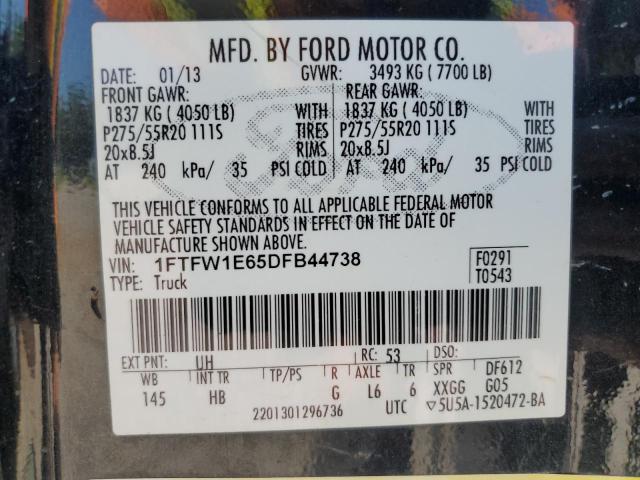 MFD. BY FORD MOTOR CO.
DATE: 01/13 GVWR: 3493 KG ( 7700 LB)
FRONT GAWR: REAR GAWR:
1837 KG ( 4050 LB) WITH 1837 KG ( 4050 LB) WITH
P275/55R20 111S TIRES P275/55R20 111S TIRES
20x8.5J RIMS 20x8.5J RIMS
AT 240 kPa/ 35 PSI COLD AT 240 kPa/ 35 PSI COLD
THIS VEHICLE CONFORMS TO ALL APPLICABLE FEDERAL MOTOR
VEHICLE SAFETY STANDARDS IN EFFECT ON THE DATE OF
MANUFACTURE SHOWN ABOVE.
VIN: 1FTFW1E65DFB44738 F0291
TYPE: Truck T0543
EXT PNT: UH RC: 53 DSO:
WB INT TR TP/PS R AXLE TR SPR DF612
145 HB G L6 6 XXGG G05
2201301296736 UTC ▽5U5A-1520472-BA